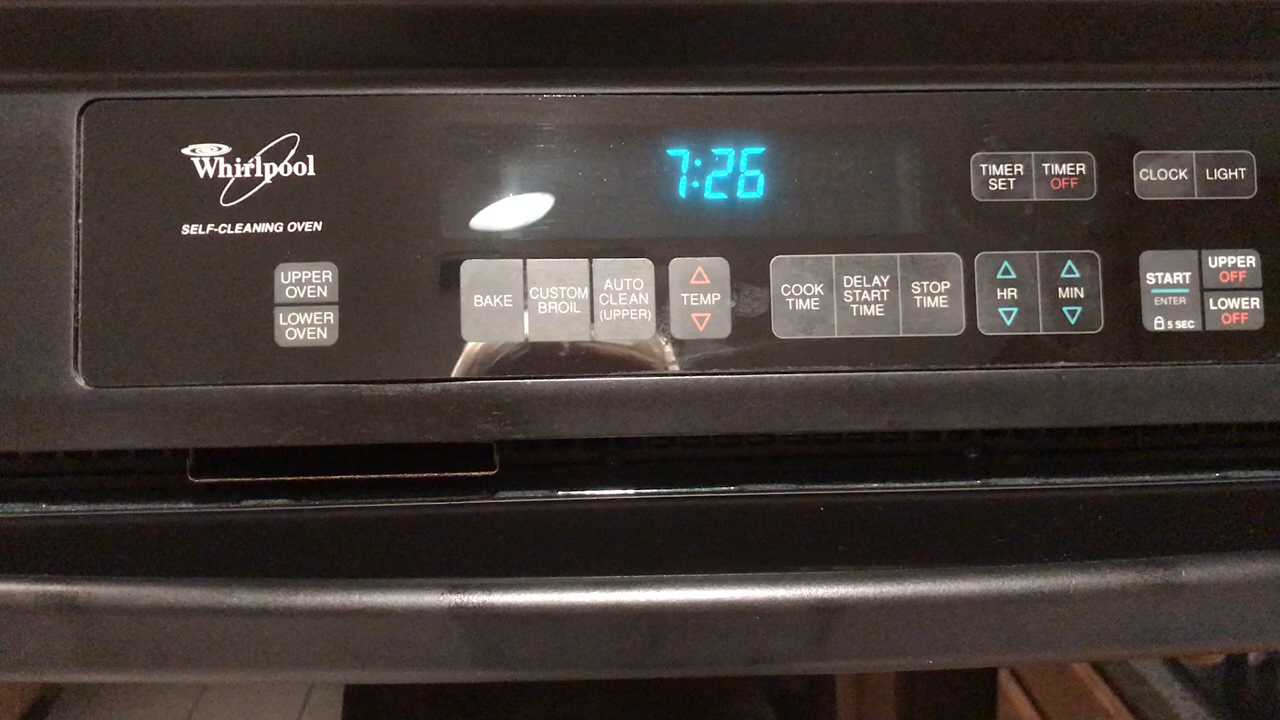 Whirlpool
SELF-CLEANING OVEN
7:26
TIMER SET
TIMER OFF
CLOCK
LIGHT
UPPER OVEN
LOWER OVEN
BAKE
CUSTOM BROIL
AUTO CLEAN (UPPER)
TEMP
COOK TIME
DELAY START TIME
STOP TIME
HR
MIN
START
ENTER
5 SEC
UPPER OFF
LOWER OFF